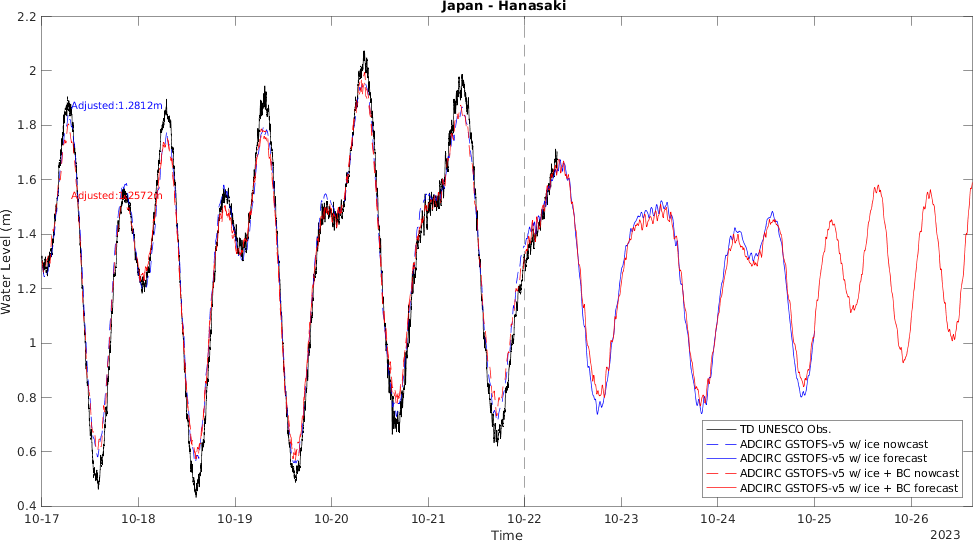 Japan - Hanasaki
2.2
2
1.8
1.6
1.4
1.2
1
0.8
0.6
0.4
Water Level (m)
Adjusted:1.2812m
Adjusted:1.2572m
TD UNESCO Obs.
ADCIRC GSTOFS-v5 w/ ice nowcast
ADCIRC GSTOFS-v5 w/ ice forecast
ADCIRC GSTOFS-v5 w/ ice + BC nowcast
ADCIRC GSTOFS-v5 w/ ice + BC forecast
10-17 10-18 10-19 10-20 10-21 10-22 10-23 10-24 10-25 10-26
Time
2023